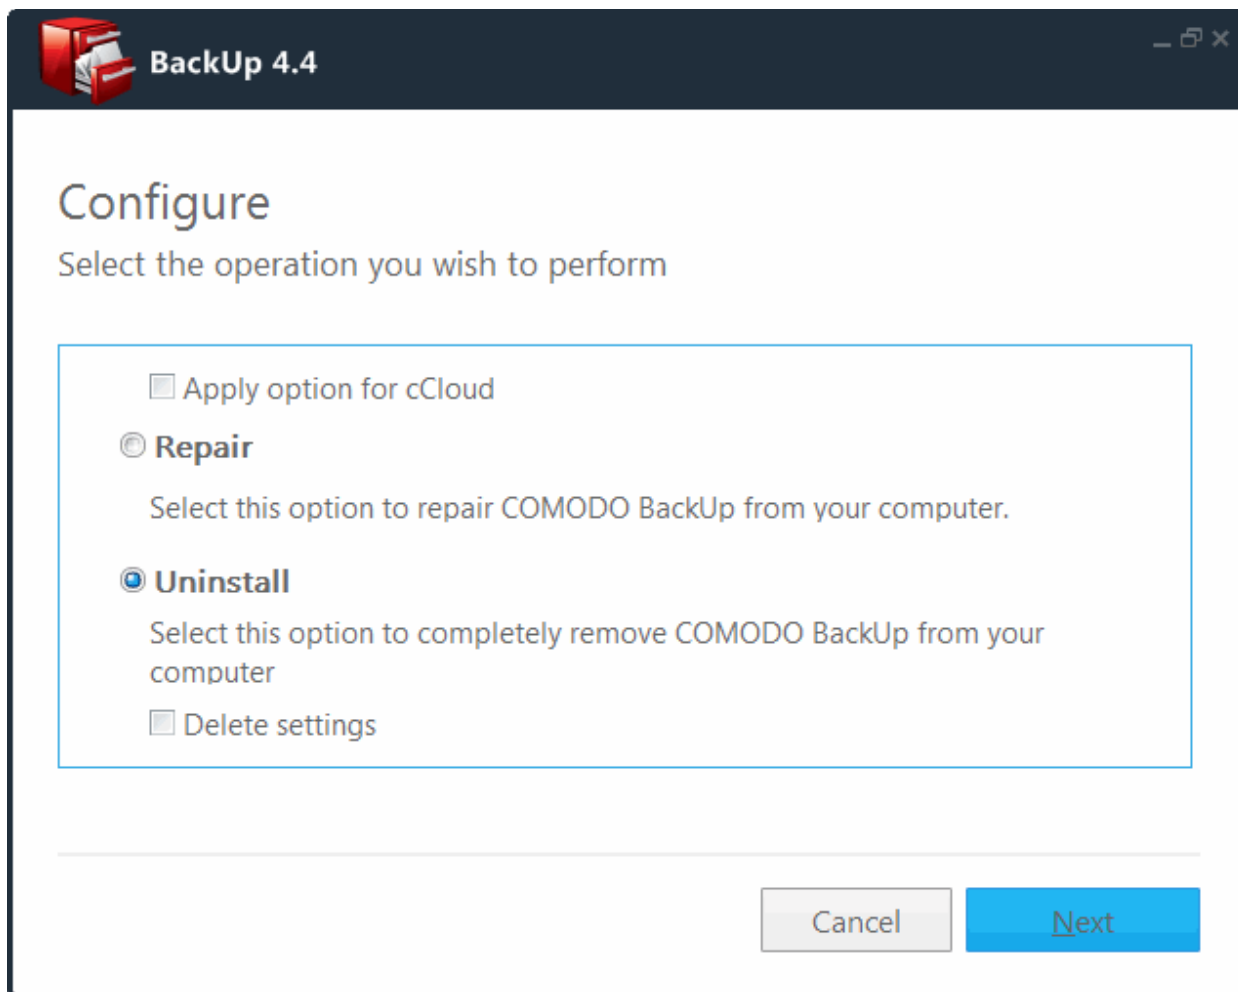 BackUp 4.4
Configure
Select the operation you wish to perform
Apply option for cCloud
Repair
Select this option to repair COMODO BackUp from your computer.
Uninstall
Select this option to completely remove COMODO BackUp from your
computer
Delete settings
Cancel
Next